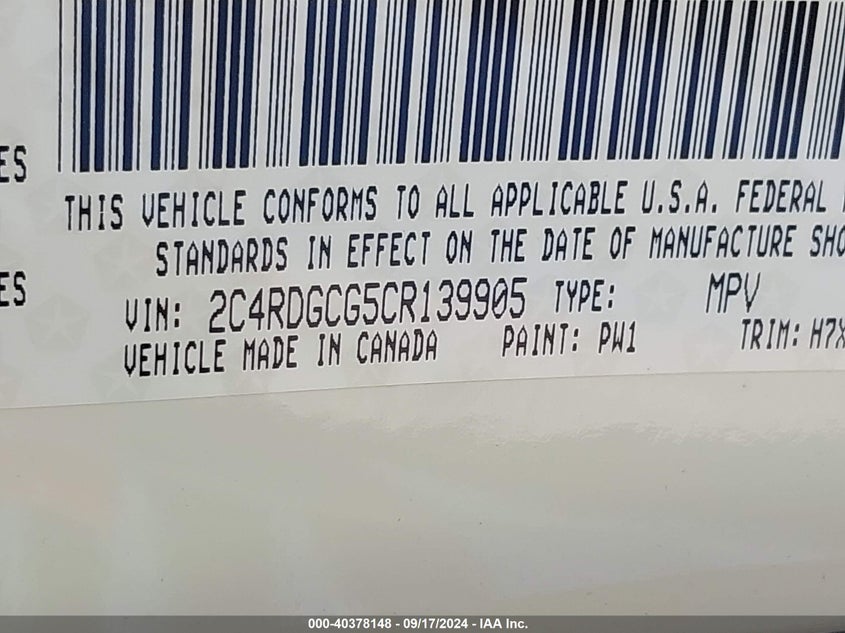 ES
THIS VEHICLE CONFORMS TO ALL APPLICABLE U.S.A. FEDERAL
STANDARDS IN EFFECT ON THE DATE OF MANUFACTURE SHO
ES
VIN: 2C4RDGCG5CR139905 TYPE: MPV
VEHICLE MADE IN CANADA PAINT: PW1 TRIM: H7X
000-40378148 - 09/17/2024 - IAA Inc.